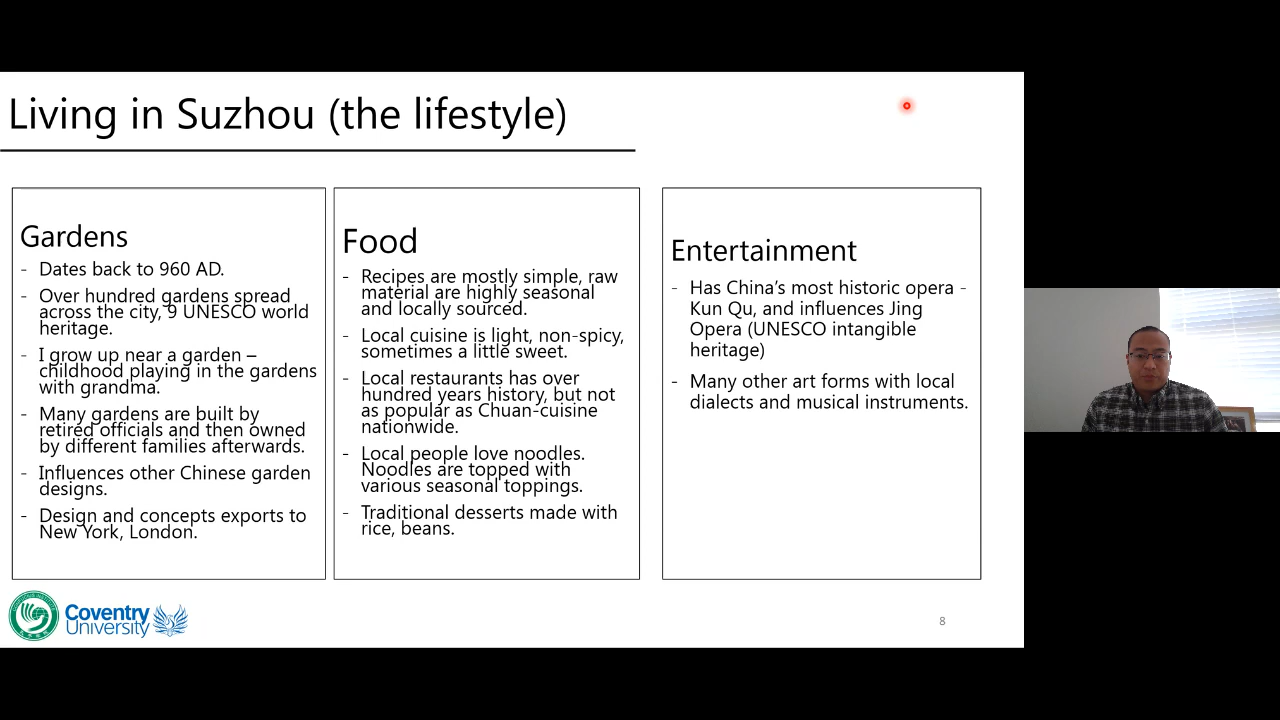 Living in Suzhou (the lifestyle)
Gardens
- Dates back to 960 AD.
- Over hundred gardens spread
across the city, 9 UNESCO world
heritage.
- I grow up near a garden –
childhood playing in the gardens
with grandma.
- Many gardens are built by
retired officials and then owned
by different families afterwards.
- Influences other Chinese garden
designs.
- Design and concepts exports to
New York, London.
Food
- Recipes are mostly simple, raw
material are highly seasonal
and locally sourced.
- Local cuisine is light, non-spicy,
sometimes a little sweet.
- Local restaurants has over
hundred years history, but not
as popular as Chuan-cuisine
nationwide.
- Local people love noodles.
Noodles are topped with
various seasonal toppings.
- Traditional desserts made with
rice, beans.
Entertainment
- Has China’s most historic opera -
Kun Qu, and influences Jing
Opera (UNESCO intangible
heritage)
- Many other art forms with local
dialects and musical instruments.
Coventry
University
8